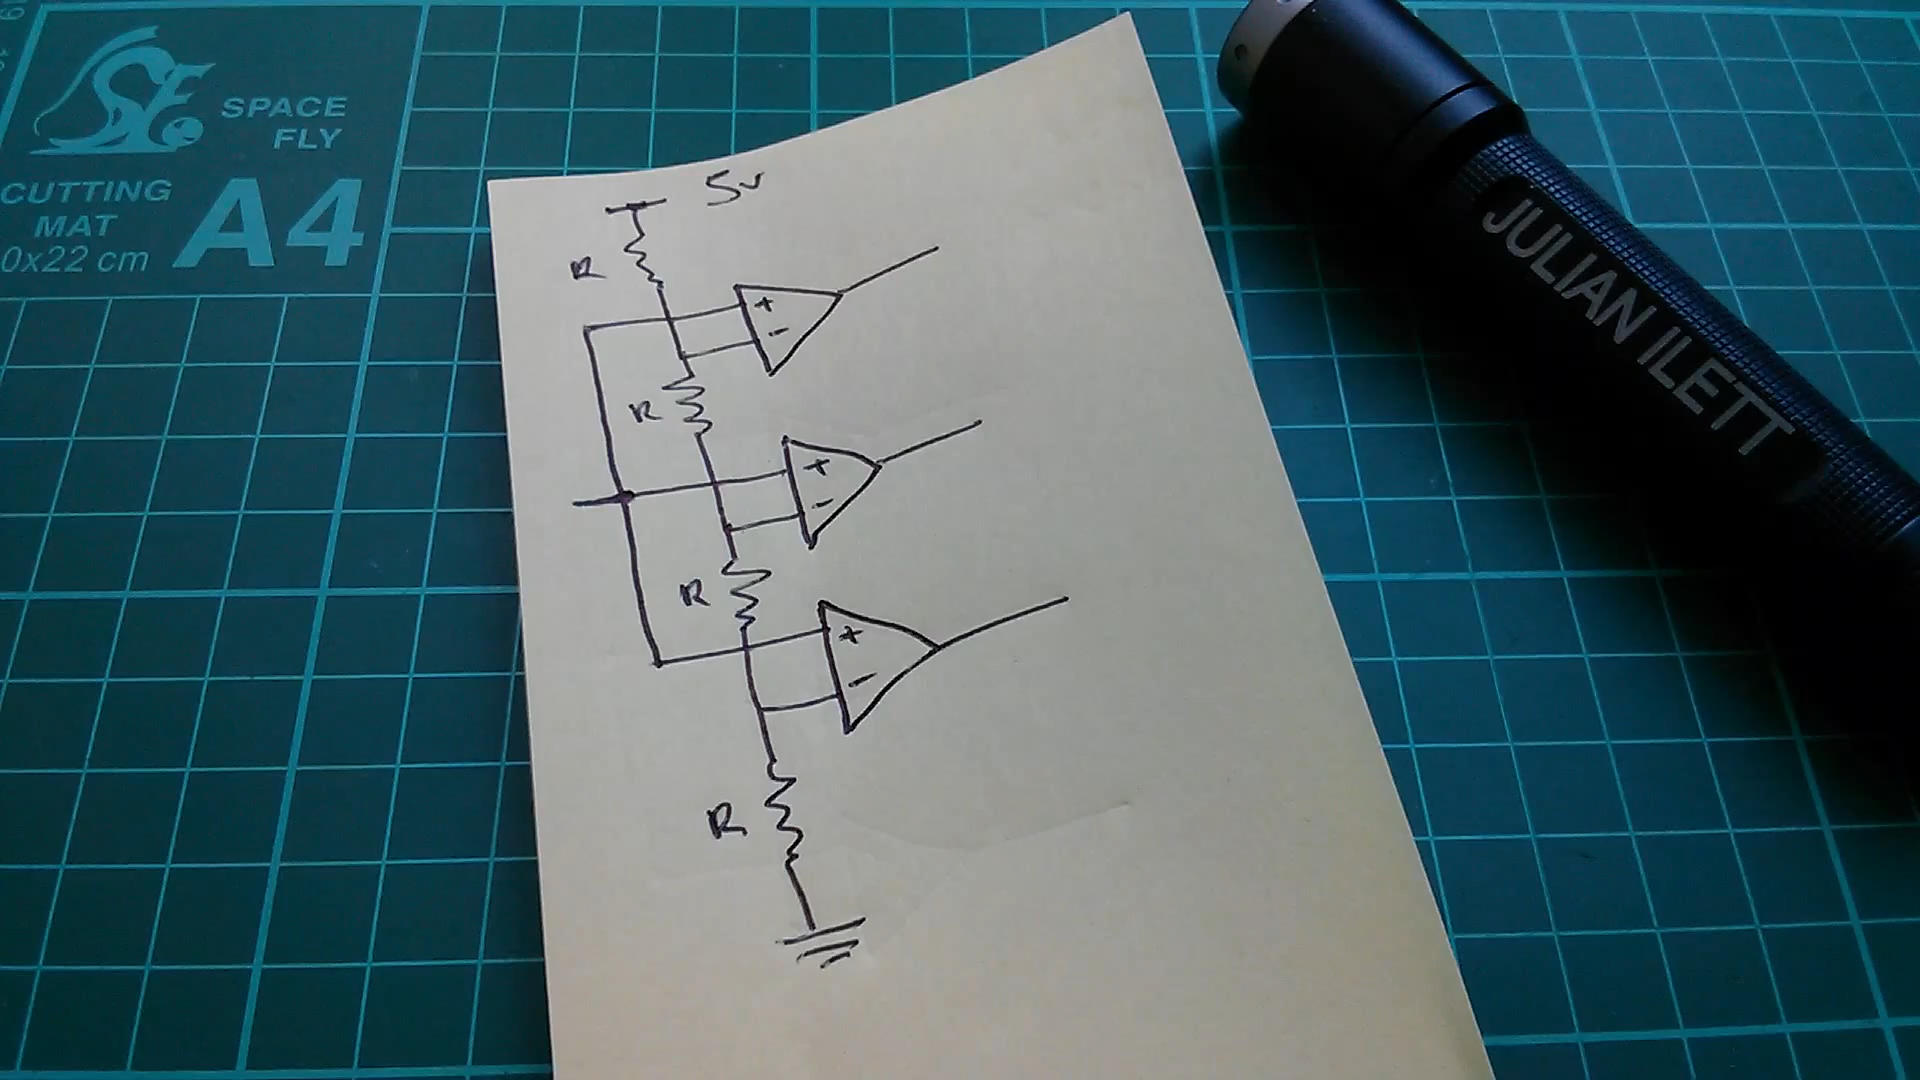 SPACE
FLY
CUTTING
MAT
A4
0x22 cm
5v
R
+
-
R
+
-
R
+
-
R
JULIAN ILETT